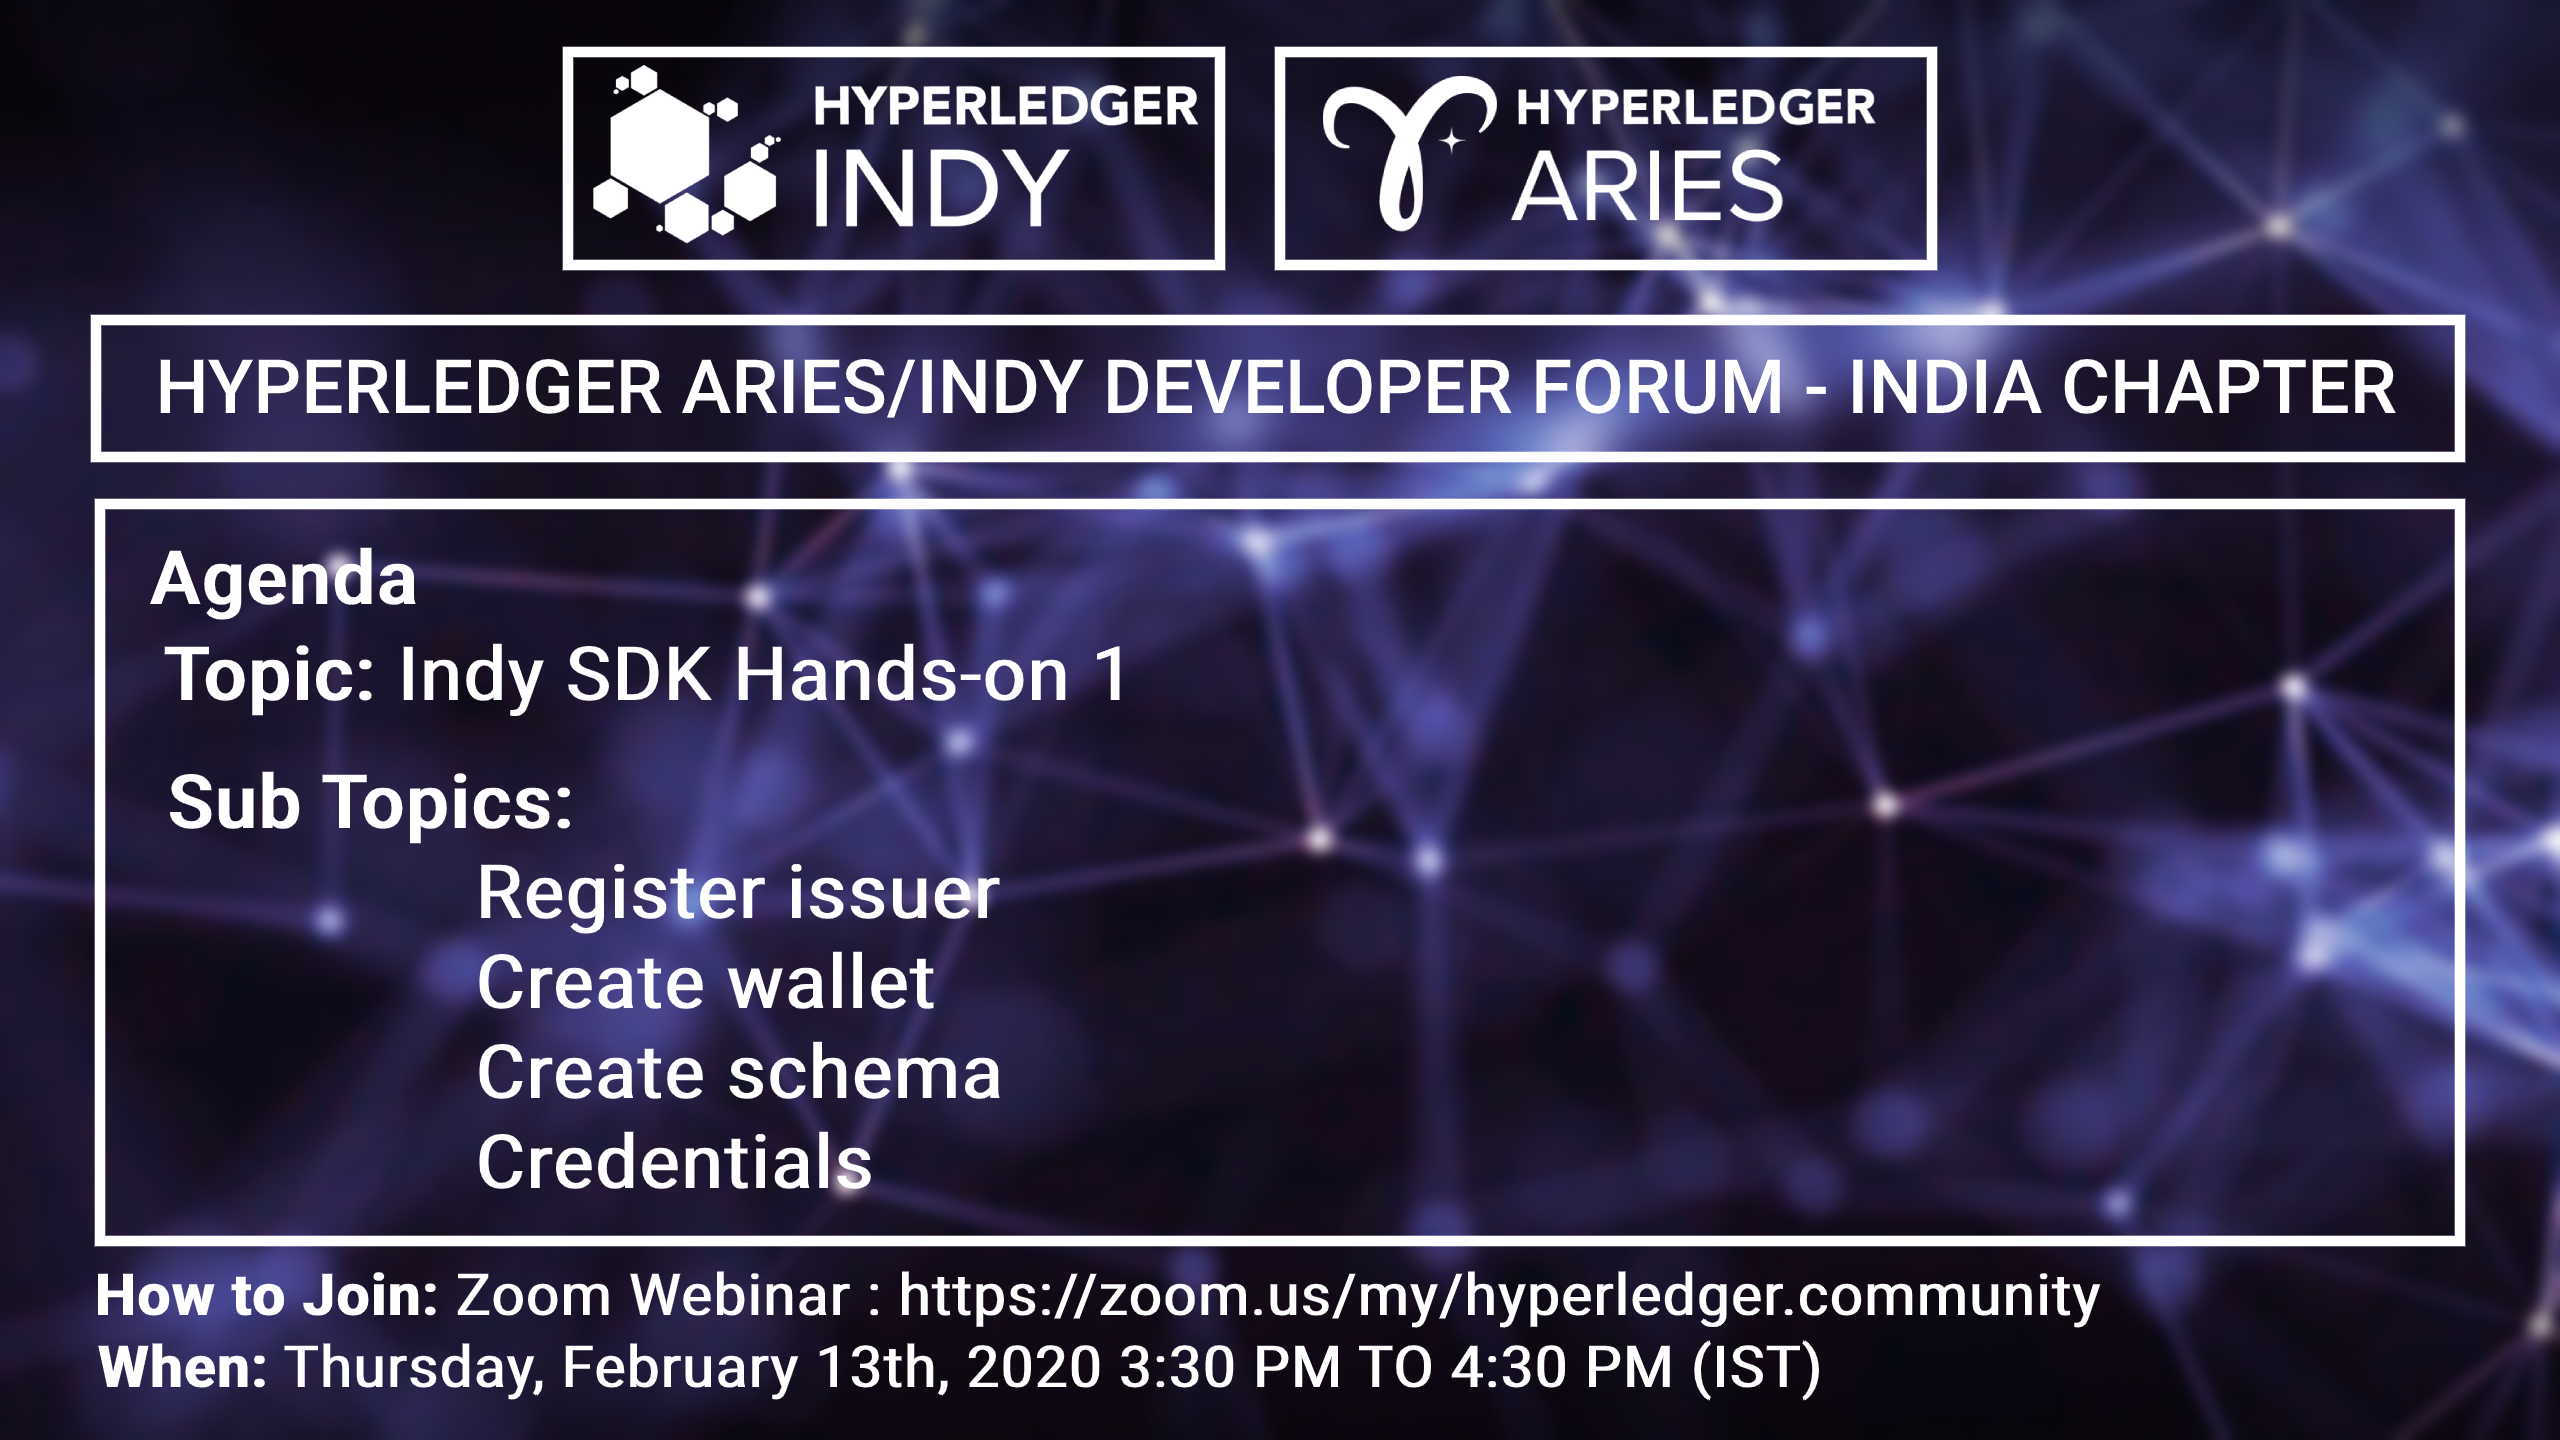 HYPERLEDGER
INDY
HYPERLEDGER
ARIES
HYPERLEDGER ARIES/INDY DEVELOPER FORUM - INDIA CHAPTER
Agenda
Topic: Indy SDK Hands-on 1
Sub Topics:
Register issuer
Create wallet
Create schema
Credentials
How to Join: Zoom Webinar : https://zoom.us/my/hyperledger.community
When: Thursday, February 13th, 2020 3:30 PM TO 4:30 PM (IST)